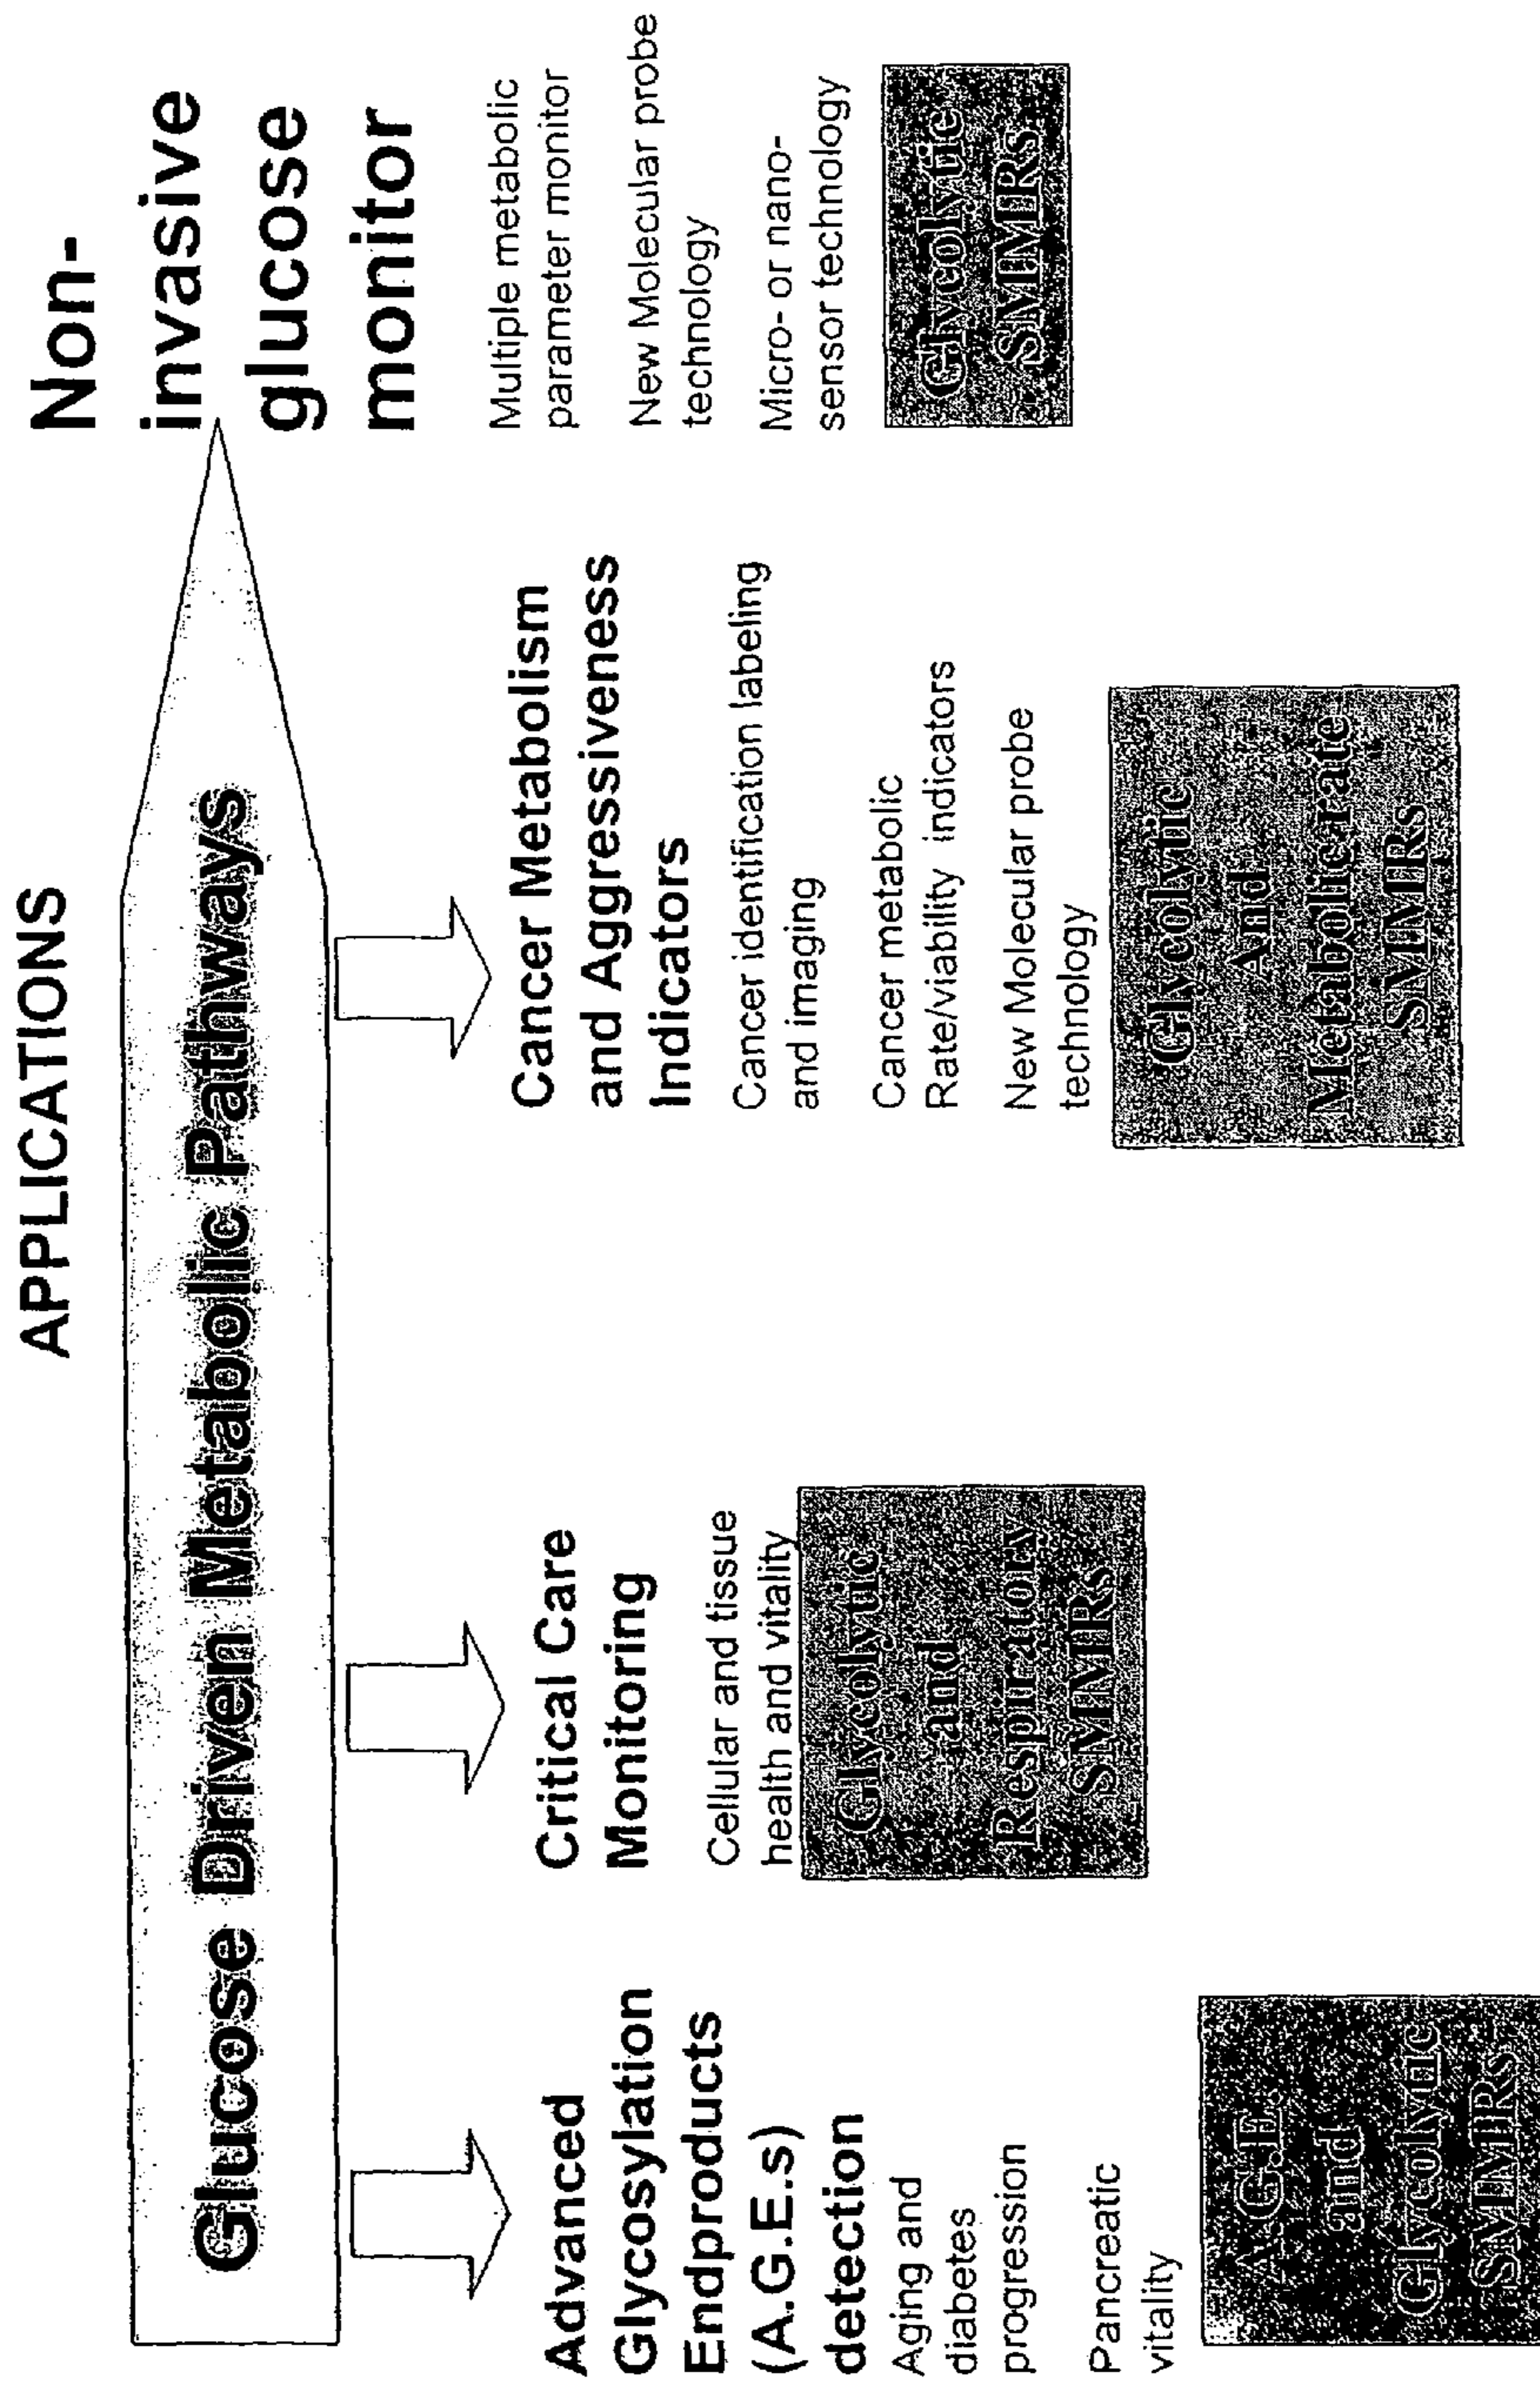 APPLICATIONS
Glucose Driven Metabolic Pathways
Advanced
Glycosylation
Endproducts
(A.G.E.s)
detection
Aging and
diabetes
progression
Pancreatic
vitality
A.G.E
and
Glycolytic
SMMRs
Critical Care
Monitoring
Cellular and tissue
health and vitality
Glycolytic
and
Respiratory
SMMRs
Cancer Metabolism
and Aggressiveness
Indicators
Cancer identification labeling
and imaging
Cancer metabolic
Rate/viability indicators
New Molecular probe
technology
Glycolytic
And
Metabolic rate
SMMRs
Non-
invasive
glucose
monitor
Multiple metabolic
parameter monitor
New Molecular probe
technology
Micro- or nano-
sensor technology
Glycolytic
SMMRs